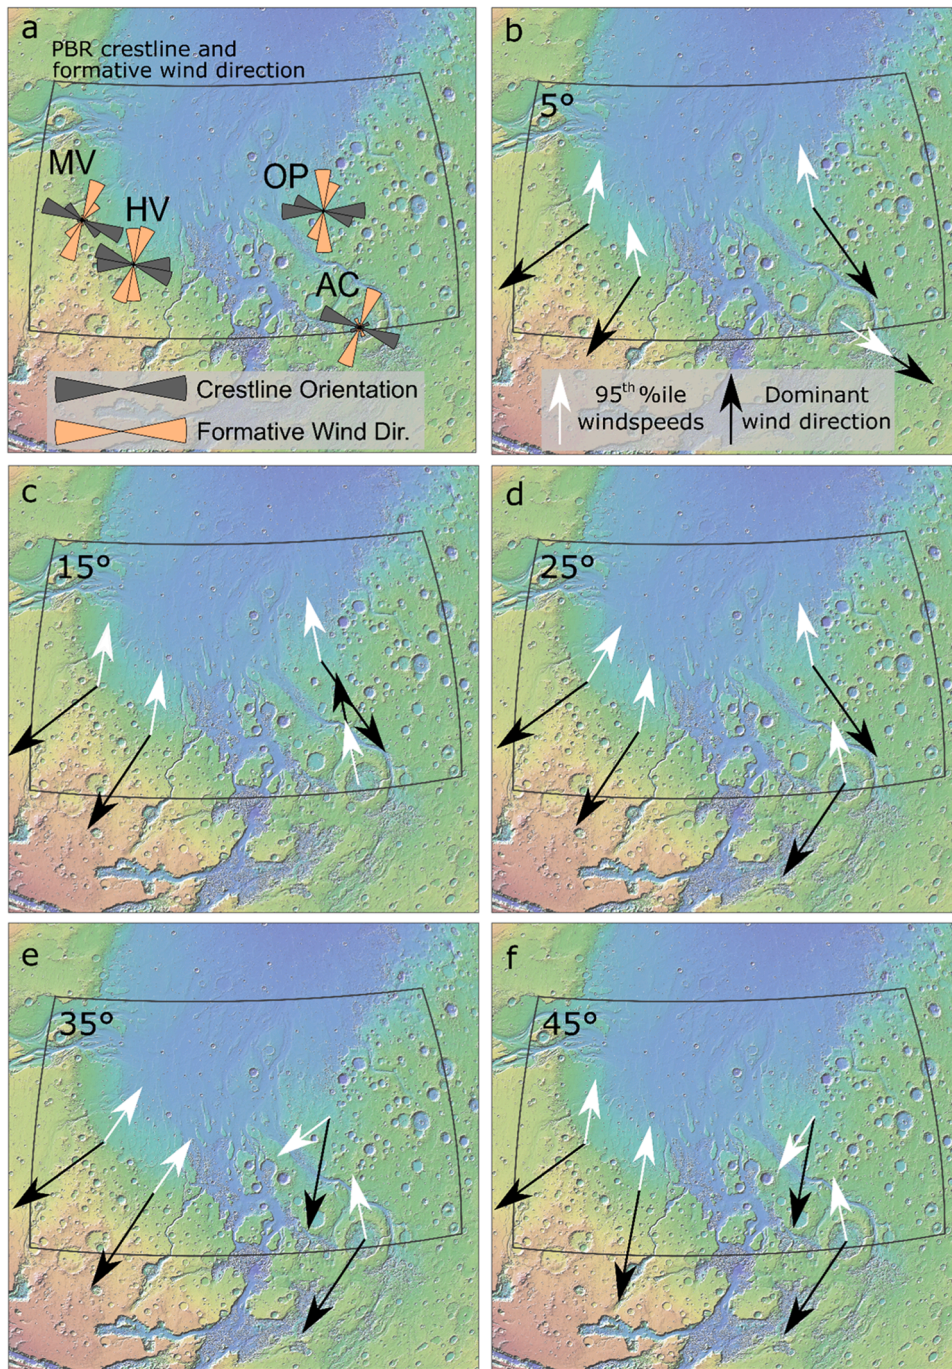 a
PBR crestline and
formative wind direction
MV
HV
OP
AC
Crestline Orientation
Formative Wind Dir.
b
5°
95th %ile
windspeeds
Dominant
wind direction
c
15°
d
25°
e
35°
f
45°